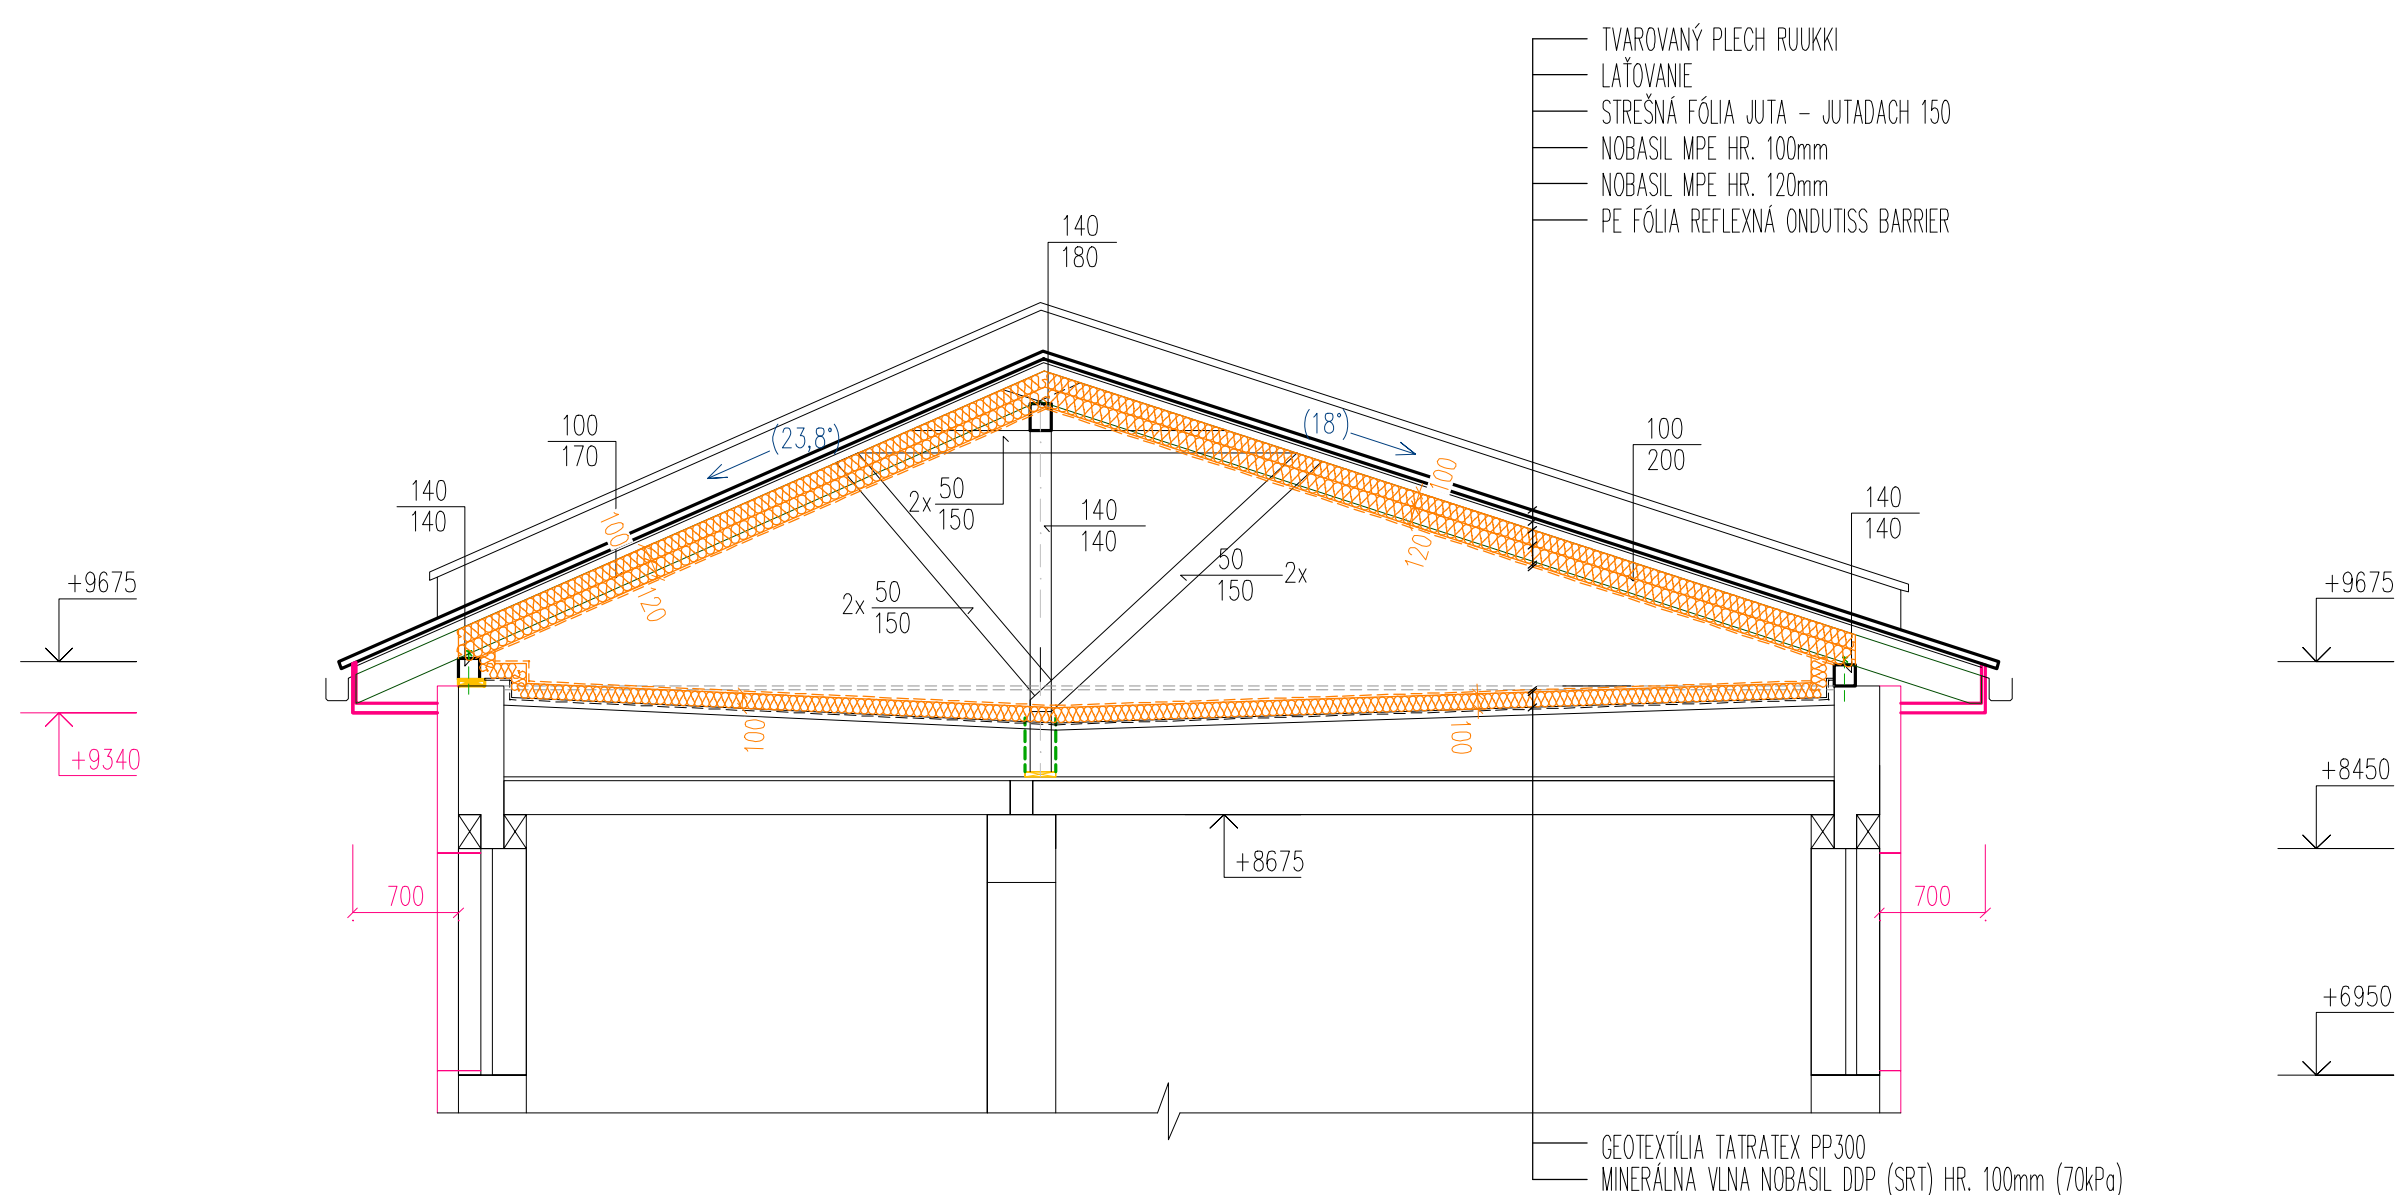 TVAROVANÝ PLECH RUUKKI
LAŤOVANIE
STREŠNÁ FÓLIA JUTA – JUTADACH 150
NOBASIL MPE HR. 100mm
NOBASIL MPE HR. 120mm
PE FÓLIA REFLEXNÁ ONDUTISS BARRIER
140
180
(23,8°)
(18°)
100
170
100
200
140
140
140
140
100
120
100
120
2x 50
150
140
140
50 2x
150
2x 50
150
+9675
+9675
+9340
100
100
+8450
+8675
700
700
+6950
GEOTEXTÍLIA TATRATEX PP300
MINERÁLNA VLNA NOBASIL DDP (SRT) HR. 100mm (70kPa)